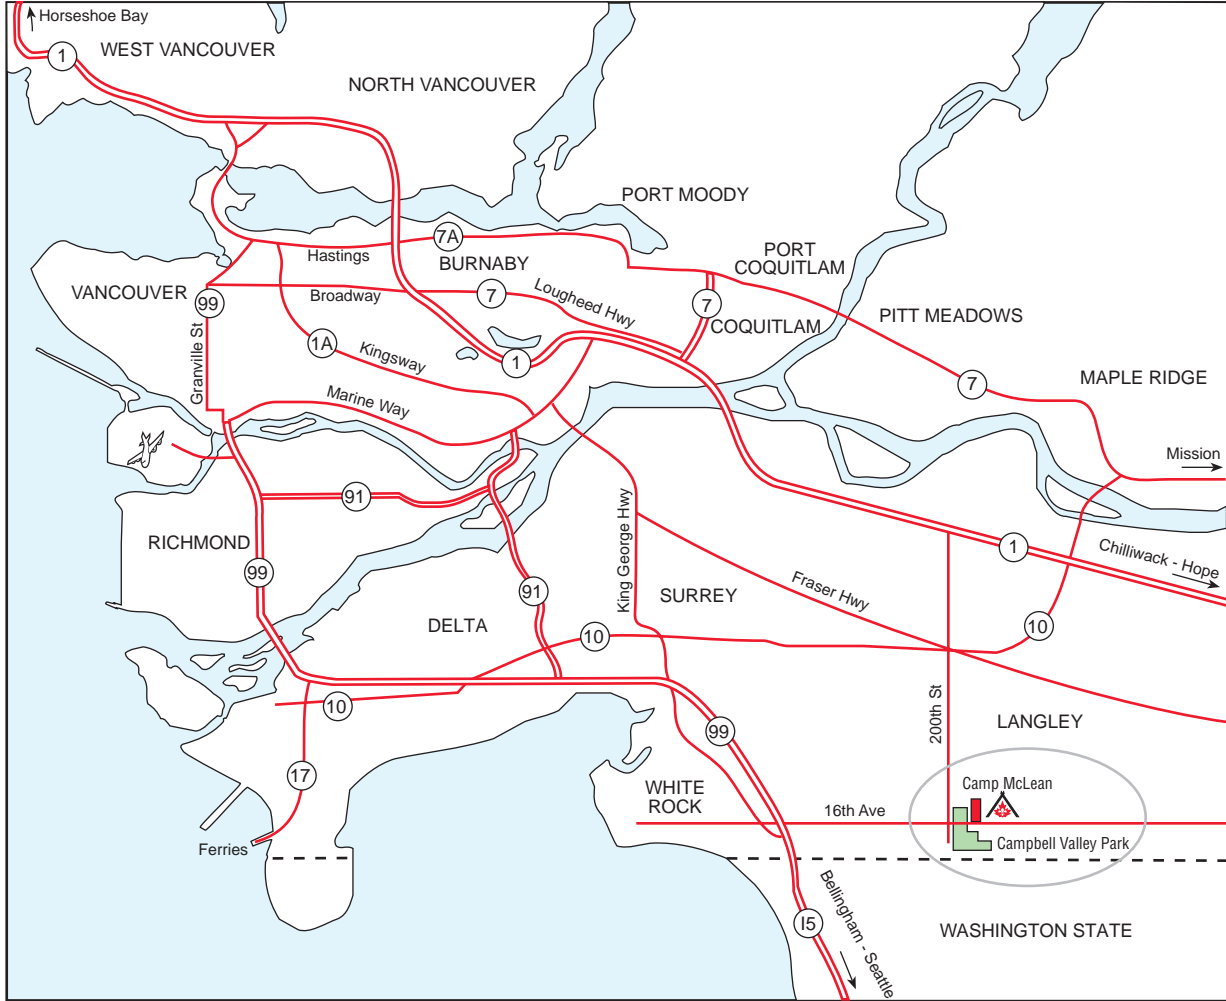 Horseshoe Bay
1
WEST VANCOUVER
NORTH VANCOUVER
PORT MOODY
7A
Hastings
BURNABY
PORT
COQUITLAM
VANCOUVER
99
Broadway
7
Lougheed Hwy
7
COQUITLAM
PITT MEADOWS
Granville St
1A
Kingsway
1
7
MAPLE RIDGE
Marine Way
Mission
91
King George Hwy
RICHMOND
99
1
Chilliwack - Hope
91
SURREY
Fraser Hwy
DELTA
10
10
10
200th St
LANGLEY
99
17
WHITE
ROCK
Camp McLean
16th Ave
Campbell Valley Park
Ferries
I5
Bellingham - Seattle
WASHINGTON STATE